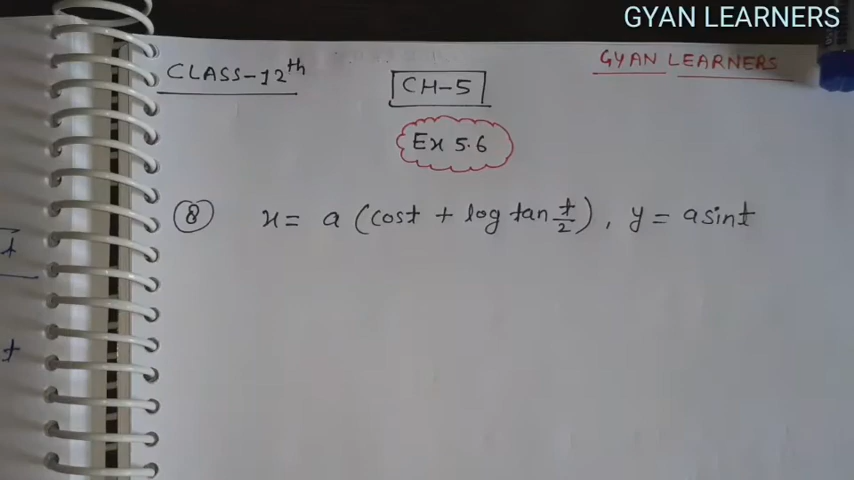 GYAN LEARNERS
CLASS-12th
CH-5
GYAN LEARNERS
Ex 5.6
8 x = a (cost + log tan t/2), y = a sint
t
t